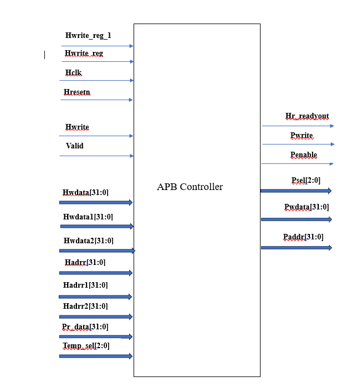 Hwrite_reg_1
Hwrite_reg
Hclk
Hresetn
Hwrite
Valid
Hwdata[31:0]
Hwdata1[31:0]
Hwdata2[31:0]
Hadrr[31:0]
Hadrr1[31:0]
Hadrr2[31:0]
Pr_data[31:0]
Temp_sel[2:0]
APB Controller
Hr_readyout
Pwrite
Penable
Psel[2:0]
Pwdata[31:0]
Paddr[31:0]